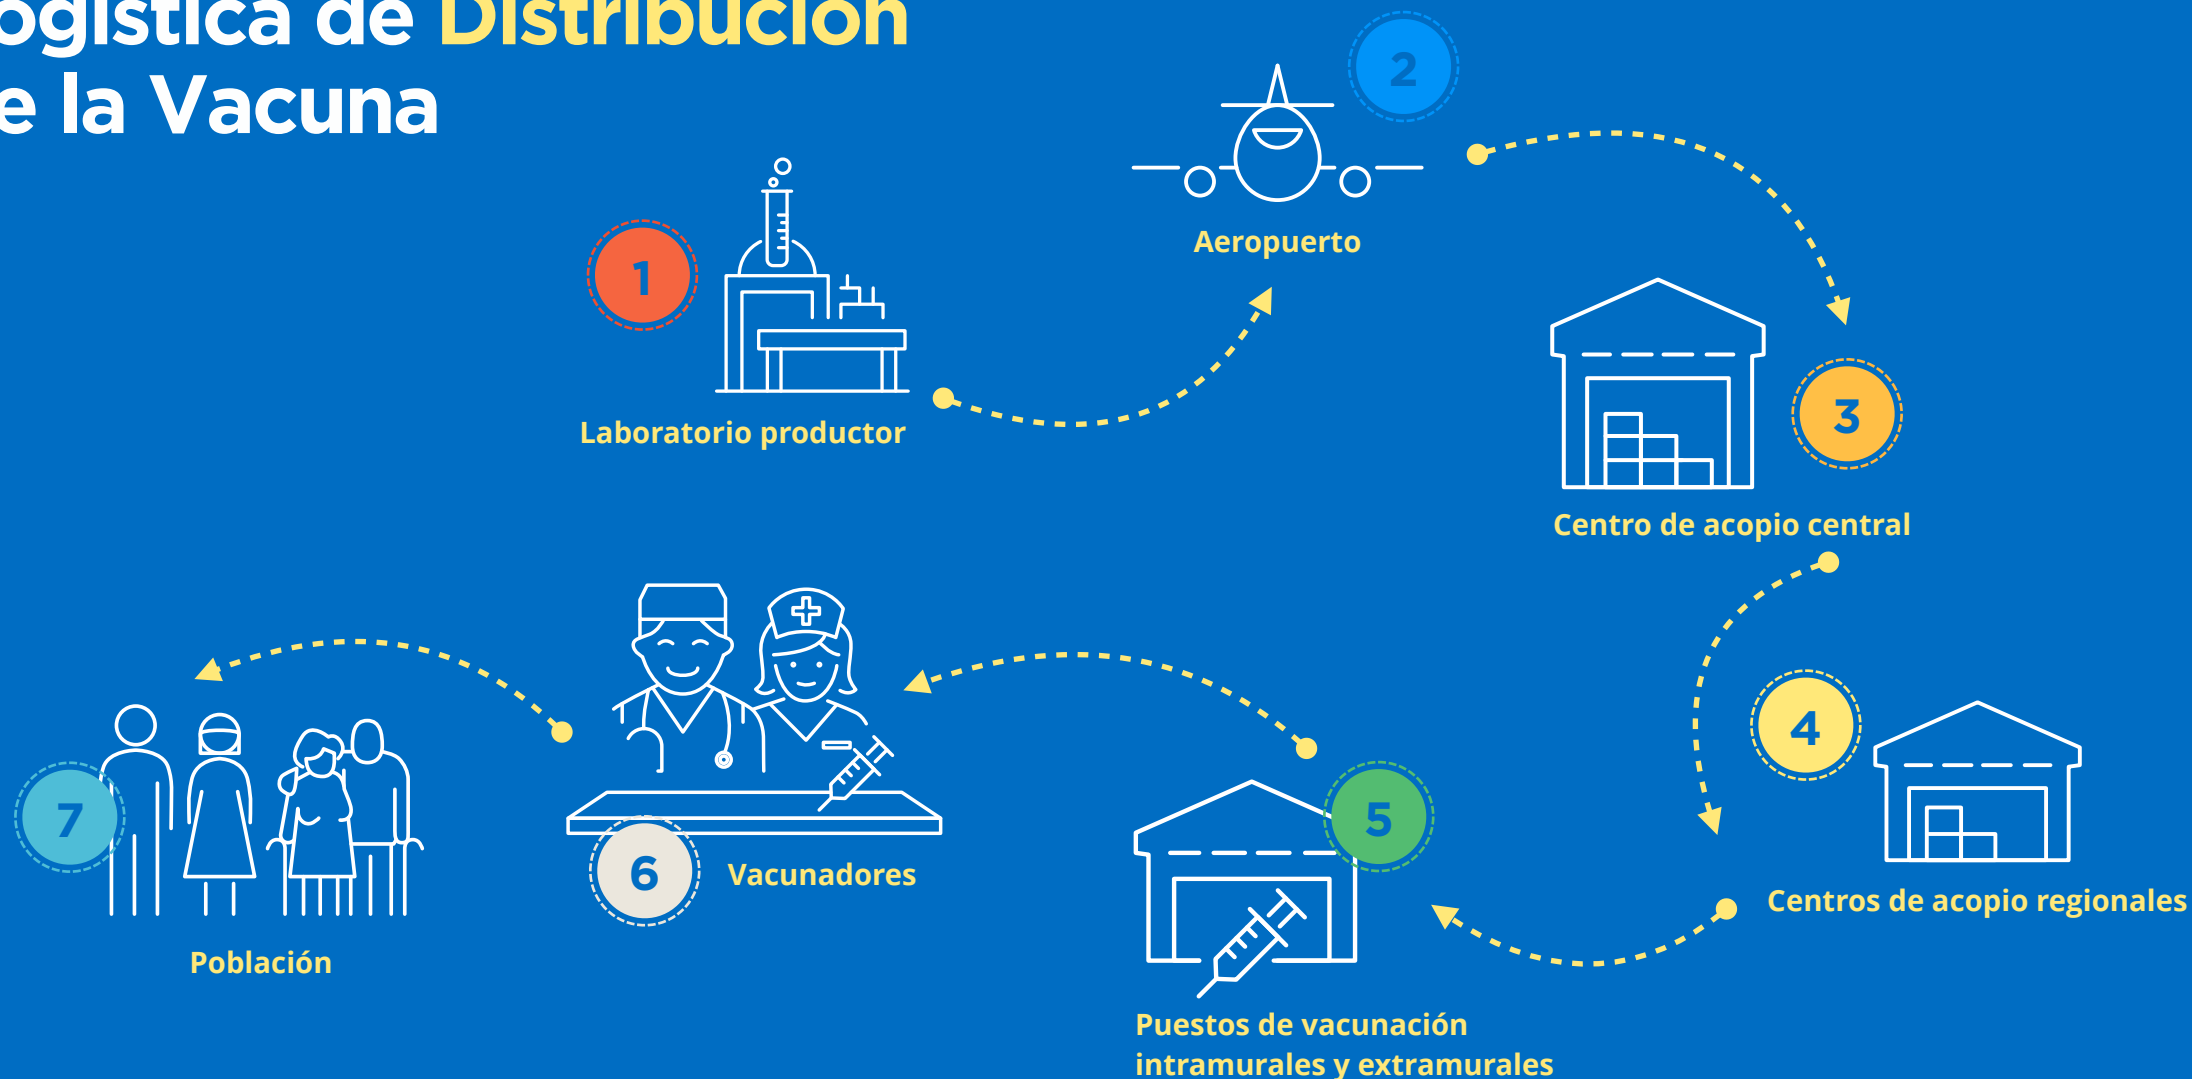 ogística de Distribución
e la Vacuna
1
Laboratorio productor
2
Aeropuerto
3
Centro de acopio central
4
Centros de acopio regionales
5
Puestos de vacunación
intramurales y extramurales
6
Vacunadores
7
Población